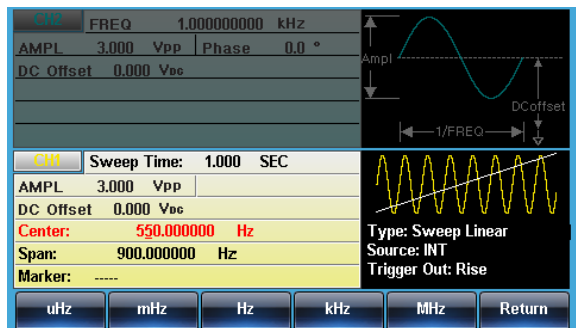 CH2 FREQ 1.000000000 kHz
AMPL 3.000 Vpp Phase 0.0 °
DC Offset 0.000 VDC
Ampl
DCoffset
1/FREQ
CH1 Sweep Time: 1.000 SEC
AMPL 3.000 Vpp
DC Offset 0.000 VDC
Center: 550.000000 Hz
Span: 900.000000 Hz
Marker: -----
Type: Sweep Linear
Source: INT
Trigger Out: Rise
uHz mHz Hz kHz MHz Return